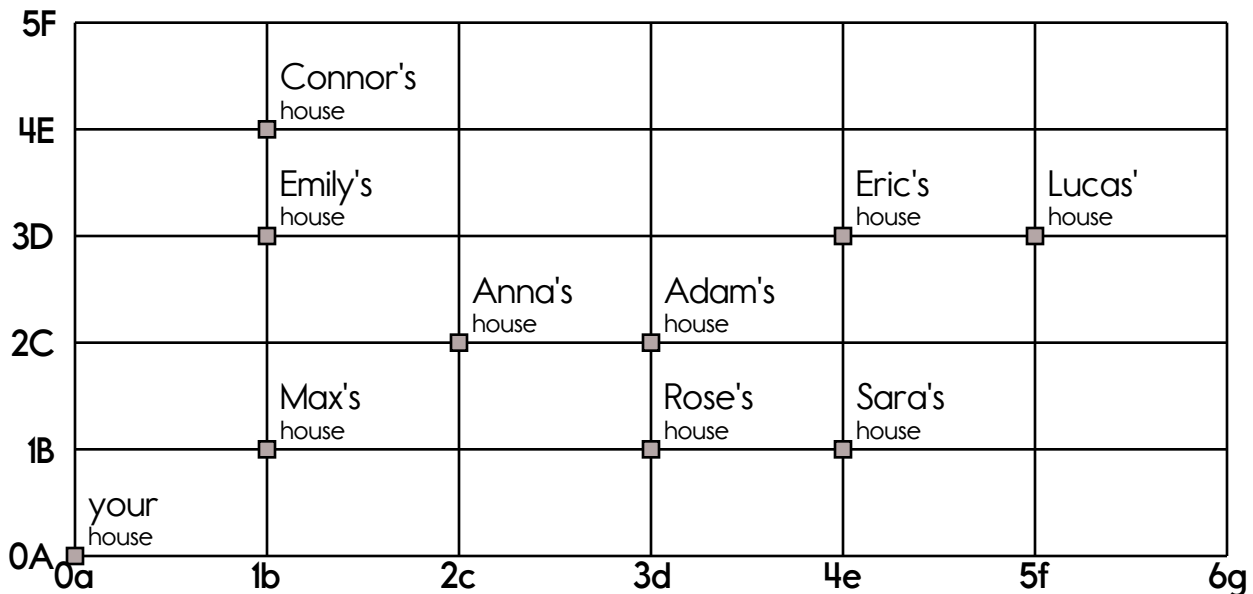 5F
Connor's
house
4E
Emily's
house
Eric's
house
Lucas'
house
3D
Anna's
house
Adam's
house
2C
Max's
house
Rose's
house
Sara's
house
1B
your
house
0A
0a 1b 2c 3d 4e 5f 6g